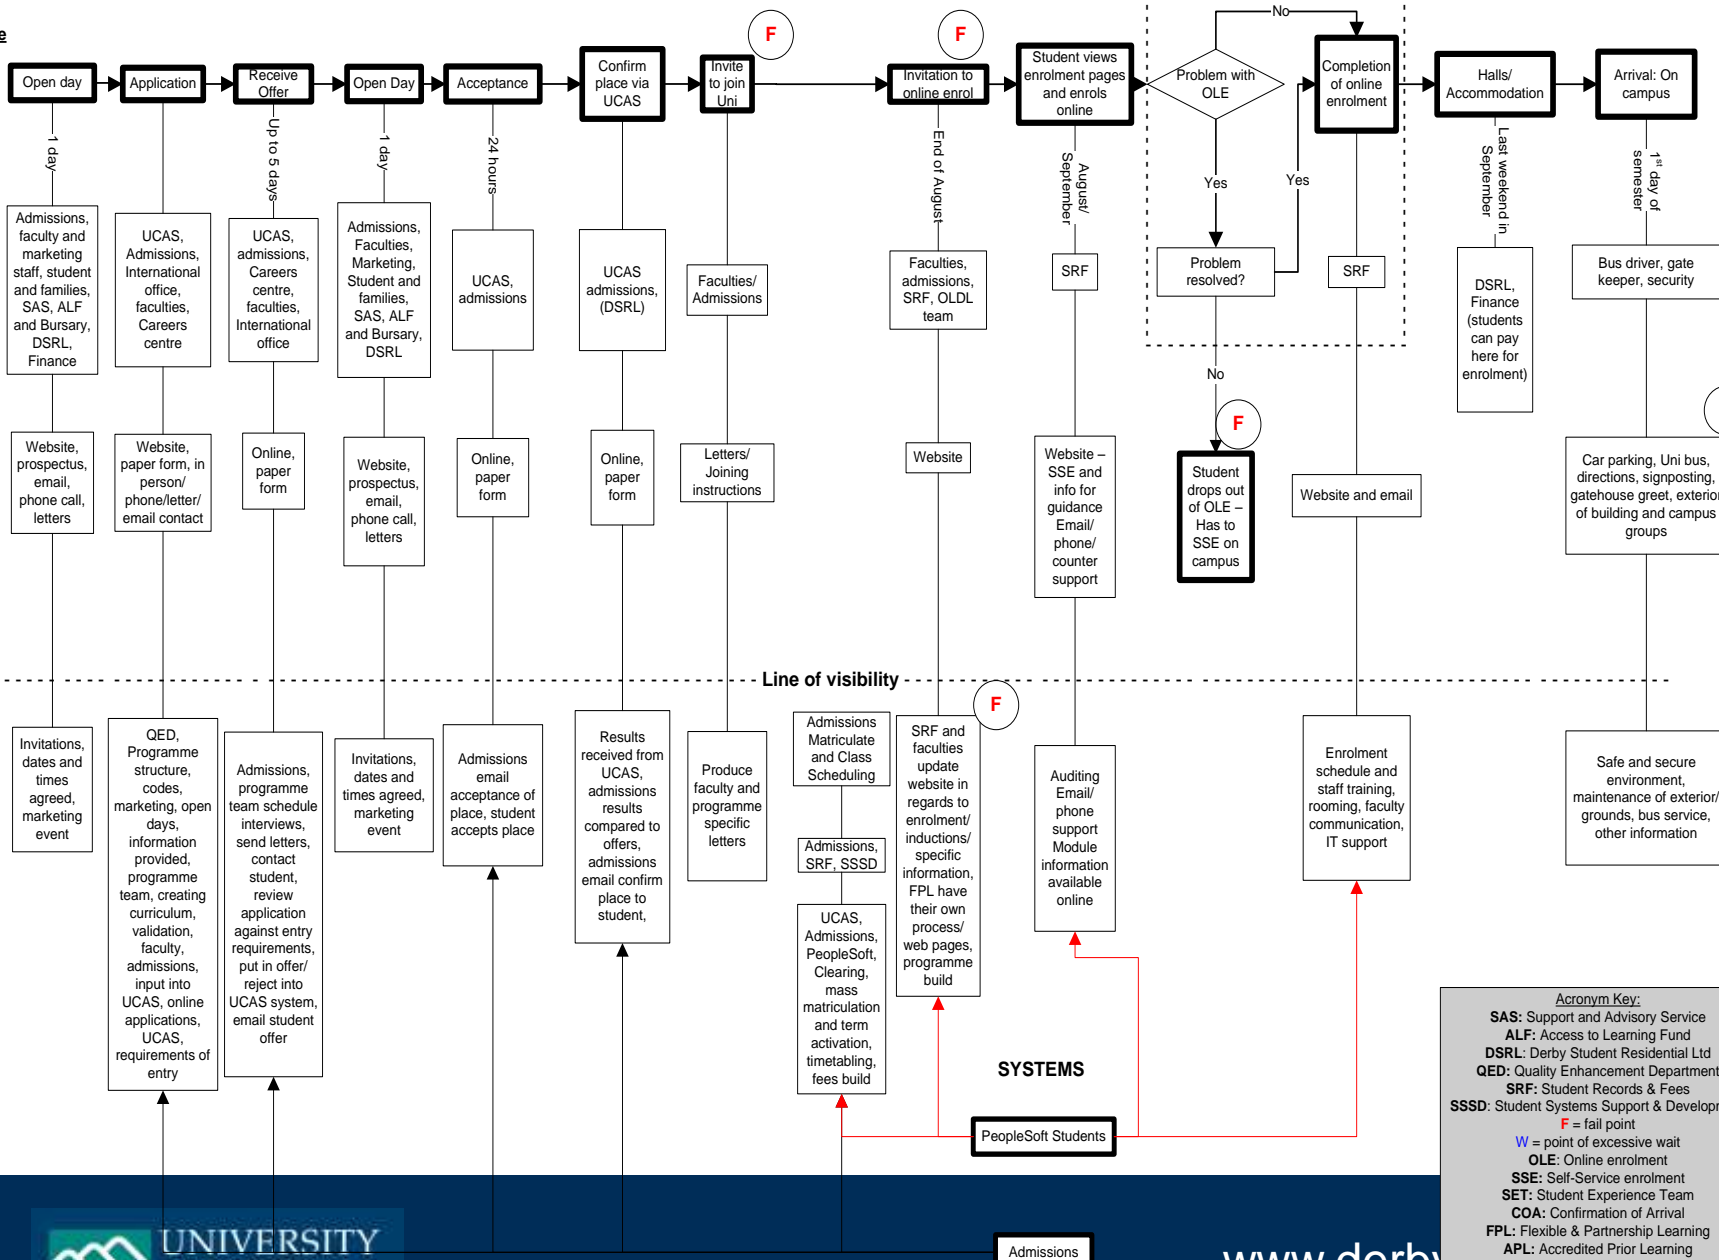 e
F
F
Open day
Application
Receive
Offer
Open Day
Acceptance
Confirm
place via
UCAS
Invite
to join
Uni
Invitation to
online enrol
Student views
enrolment pages
and enrols
online
Problem with
OLE
No
Completion
of online
enrolment
Halls/
Accommodation
Arrival: On
campus
1 day
Up to 5 days
1 day
24 hours
End of August
August/
September
Yes
Yes
Last weekend in
September
1st day of
semester
Admissions,
faculty and
marketing
staff, student
and families,
SAS, ALF
and Bursary,
DSRL,
Finance
UCAS,
Admissions,
International
office,
faculties,
Careers
centre
UCAS,
admissions,
Careers
centre,
faculties,
International
office
Admissions,
Faculties,
Marketing,
Student and
families,
SAS, ALF
and Bursary,
DSRL
UCAS,
admissions
UCAS
admissions,
(DSRL)
Faculties/
Admissions
Faculties,
admissions,
SRF, OLDL
team
SRF
Problem
resolved?
SRF
DSRL,
Finance
(students
can pay
here for
enrolment)
Bus driver, gate
keeper, security
No
F
Website,
prospectus,
email,
phone call,
letters
Website,
paper form, in
person/
phone/letter/
email contact
Online,
paper
form
Website,
prospectus,
email,
phone call,
letters
Online,
paper
form
Online,
paper
form
Letters/
Joining
instructions
Website
Website –
SSE and
info for
guidance
Email/
phone/
counter
support
Student
drops out
of OLE –
Has to
SSE on
campus
Website and email
Car parking, Uni bus,
directions, signposting,
gatehouse greet, exterior
of building and campus
groups
Line of visibility
F
Invitations,
dates and
times
agreed,
marketing
event
QED,
Programme
structure,
codes,
marketing, open
days,
information
provided,
programme
team, creating
curriculum,
validation,
faculty,
admissions,
input into
UCAS, online
applications,
UCAS,
requirements of
entry
Admissions,
programme
team schedule
interviews,
send letters,
contact
student,
review
application
against entry
requirements,
put in offer/
reject into
UCAS system,
email student
offer
Invitations,
dates and
times agreed,
marketing
event
Admissions
email
acceptance of
place, student
accepts place
Results
received from
UCAS,
admissions
results
compared to
offers,
admissions
email confirm
place to
student,
Produce
faculty and
programme
specific
letters
Admissions
Matriculate
and Class
Scheduling
Admissions,
SRF, SSSD
UCAS,
Admissions,
PeopleSoft,
Clearing,
mass
matriculation
and term
activation,
timetabling,
fees build
SRF and
faculties
update
website in
regards to
enrolment/
inductions/
specific
information,
FPL have
their own
process/
web pages,
programme
build
Auditing
Email/
phone
support
Module
information
available
online
Enrolment
schedule and
staff training,
rooming, faculty
communication,
IT support
Safe and secure
environment,
maintenance of exterior/
grounds, bus service,
other information
SYSTEMS
PeopleSoft Students
Acronym Key:
SAS: Support and Advisory Service
ALF: Access to Learning Fund
DSRL: Derby Student Residential Ltd
QED: Quality Enhancement Department
SRF: Student Records & Fees
SSSD: Student Systems Support & Developm
F = fail point
W = point of excessive wait
OLE: Online enrolment
SSE: Self-Service enrolment
SET: Student Experience Team
COA: Confirmation of Arrival
FPL: Flexible & Partnership Learning
APL: Accredited Prior Learning
UNIVERSITY
Admissions
www.derby